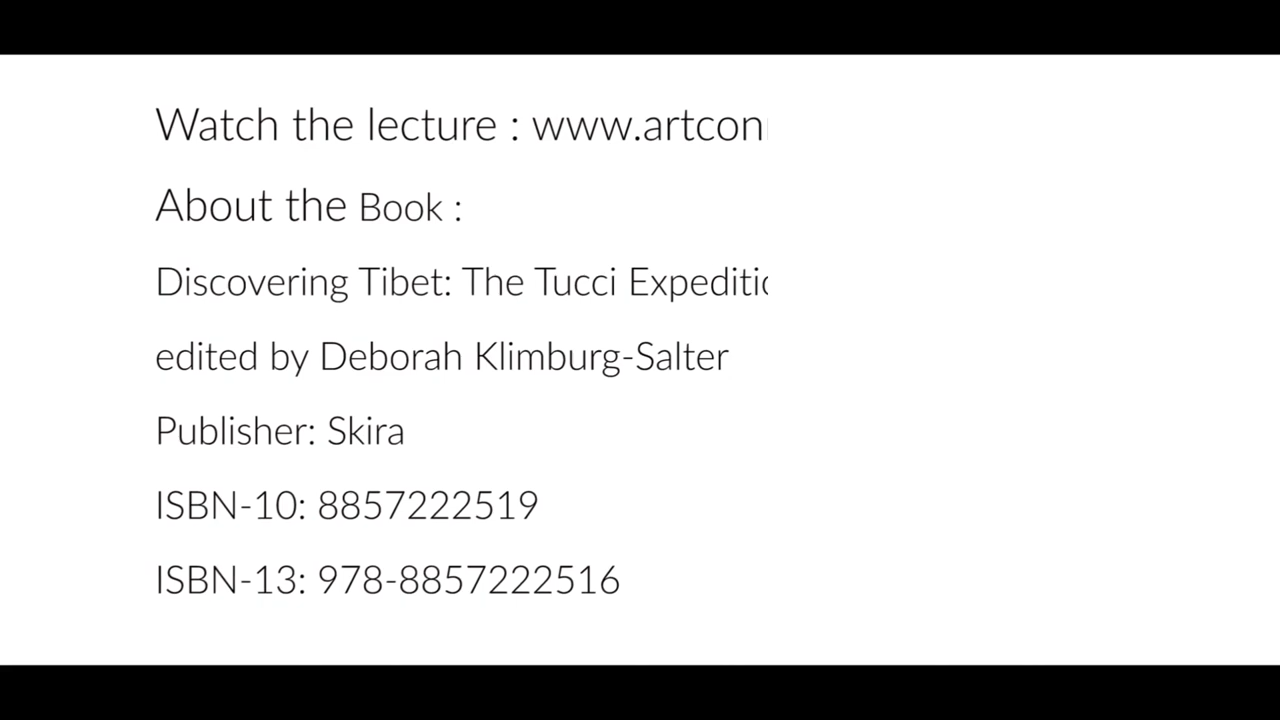 Watch the lecture : www.artcon
About the Book :
Discovering Tibet: The Tucci
edited by Deborah Klimburg-Salter
Publisher: Skira
ISBN-10: 8857222519
ISBN-13: 978-8857222516